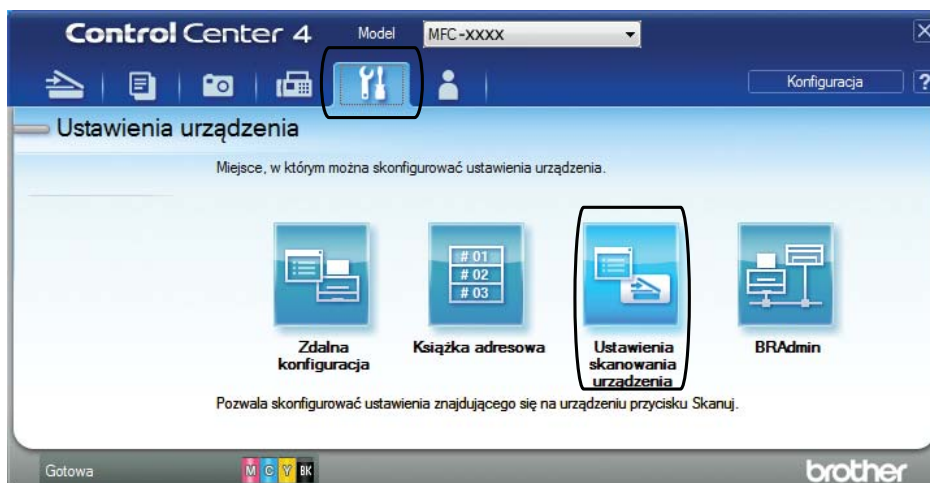 Control Center 4 Model MFC-XXXX
Konfiguracja ?
Ustawienia urządzenia
Miejsce, w którym można skonfigurować ustawienia urządzenia.
# 01
# 02
# 03
Zdalna
konfiguracja
Książka adresowa
Ustawienia
skanowania
urządzenia
BRAdmin
Pozwala skonfigurować ustawienia znajdującego się na urządzeniu przycisku Skanuj.
Gotowa M C Y BK brother